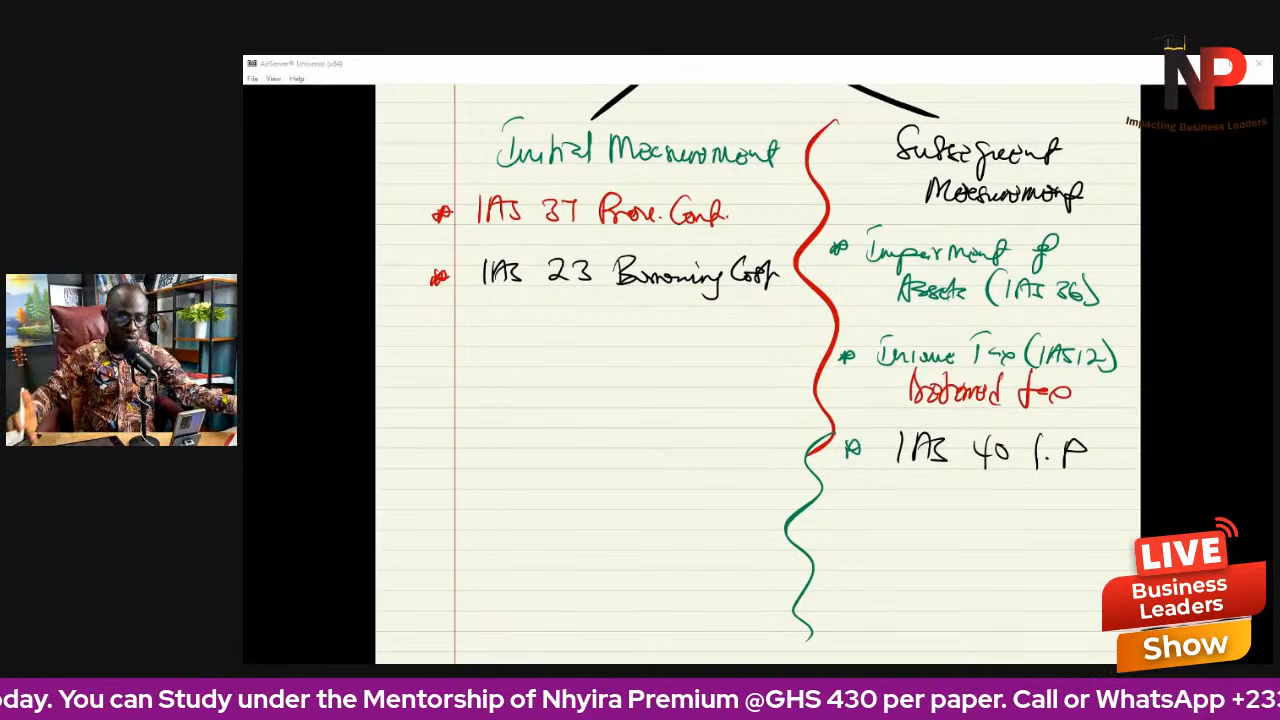 AirServer® Universal (x64)
File View Help
NP
Impacting Business Leaders
Initial Measurement
* IAS 37 Prov. Cont.
* IAS 23 Borrowing Cost
Subsequent
Measurement
* Impairment of
Assets (IAS 36)
* Income Tax (IAS 12)
Deferred tax
* IAS 40 I.P
LIVE
Business
Leaders
Show
oday. You can Study under the Mentorship of Nhyira Premium @GHS 430 per paper. Call or WhatsApp +233